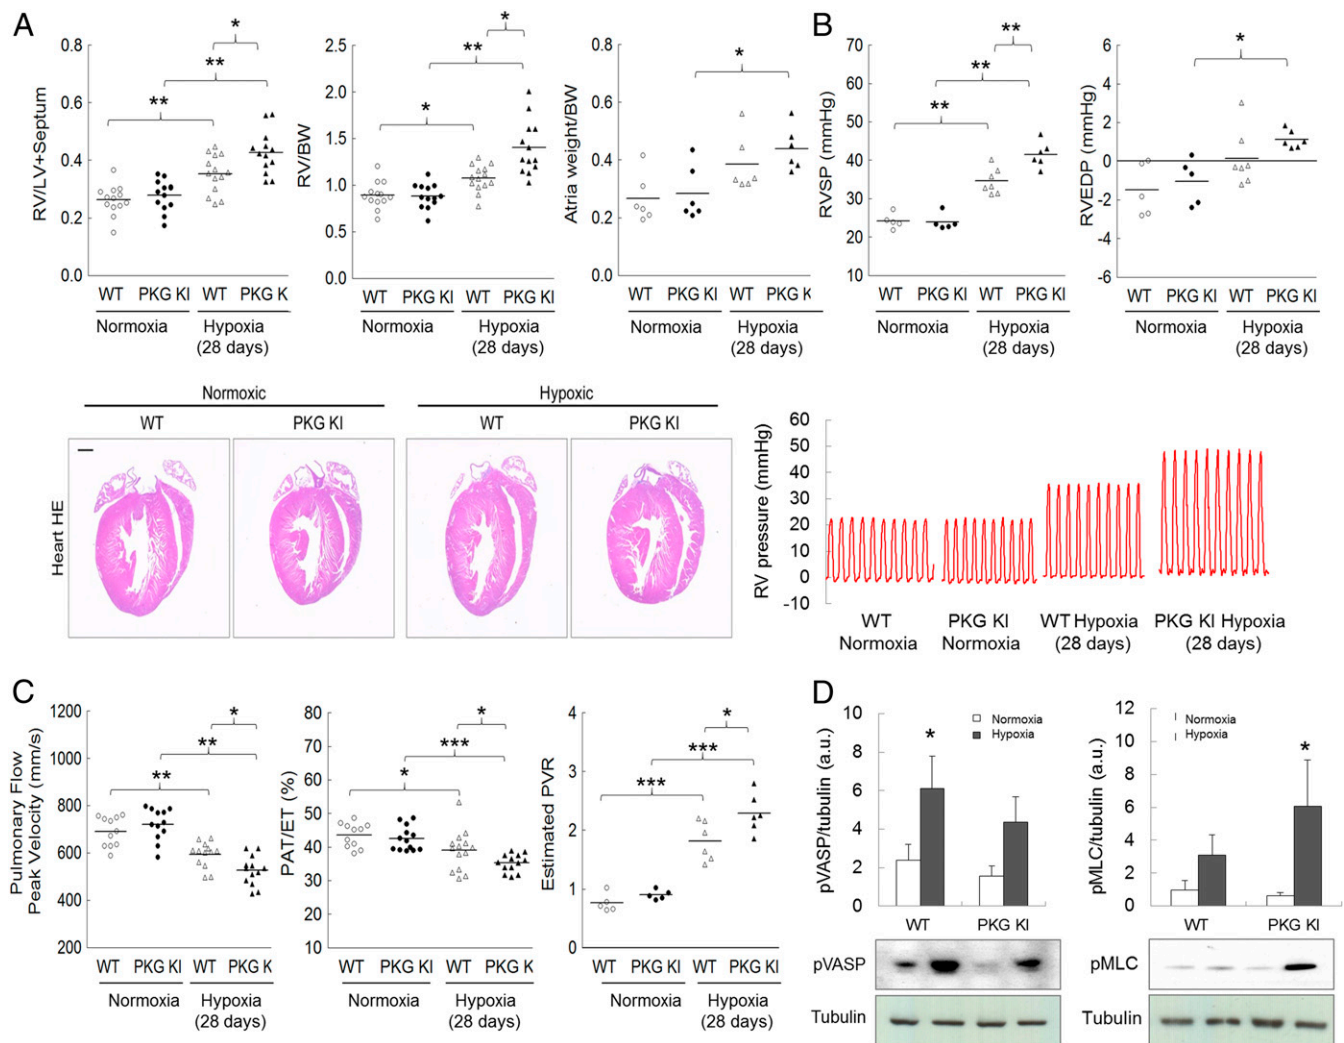 A
B
RV/LV+Septum
0.8
0.6
0.4
0.2
0.0
*
**
**
WT PKG KI WT PKG K
Normoxia Hypoxia
(28 days)
RV/BW
2.5
2.0
1.5
1.0
0.5
0.0
*
**
*
WT PKG KI WT PKG KI
Normoxia Hypoxia
(28 days)
Atria weight/BW
0.8
0.6
0.4
0.2
0.0
*
WT PKG KI WT PKG K
Normoxia Hypoxia
(28 days)
RVSP (mmHg)
70
60
50
40
30
20
10
**
**
**
WT PKG KI WT PKG KI
Normoxia Hypoxia
(28 days)
RVEDP (mmHg)
6
4
2
0
-2
-4
-6
*
WT PKG KI WT PKG KI
Normoxia Hypoxia
(28 days)
Normoxic Hypoxic
WT PKG KI WT PKG KI
Heart HE
RV pressure (mmHg)
60
50
40
30
20
10
0
-10
WT
Normoxia
PKG KI
Normoxia
WT Hypoxia
(28 days)
PKG KI Hypoxia
(28 days)
C
D
Pulmonary Flow
Peak Velocity (mm/s)
1200
1000
800
600
400
200
*
**
**
WT PKG KI WT PKG K
Normoxia Hypoxia
(28 days)
PAT/ET (%)
80
70
60
50
40
30
20
10
*
***
*
WT PKG KI WT PKG K
Normoxia Hypoxia
(28 days)
Estimated PVR
4
3
2
1
0
*
***
***
WT PKG KI WT PKG KI
Normoxia Hypoxia
(28 days)
pVASP/tubulin (a.u.)
10
8
6
4
2
0
Normoxia
Hypoxia
*
WT PKG KI
pVASP
Tubulin
pMLC/tubulin (a.u.)
12
10
8
6
4
2
0
Normoxia
Hypoxia
*
WT PKG KI
pMLC
Tubulin